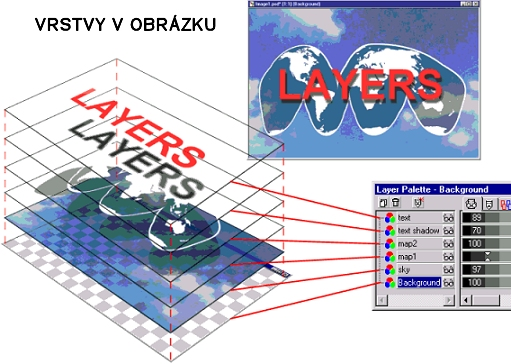 VRSTVY V OBRÁZKU
Image1.psd* [1:1] (Background)
LAYERS
LAYERS
LAYERS
Layer Palette - Background
text 89
text shadow 70
map2 100
map1
sky 97
Background 100